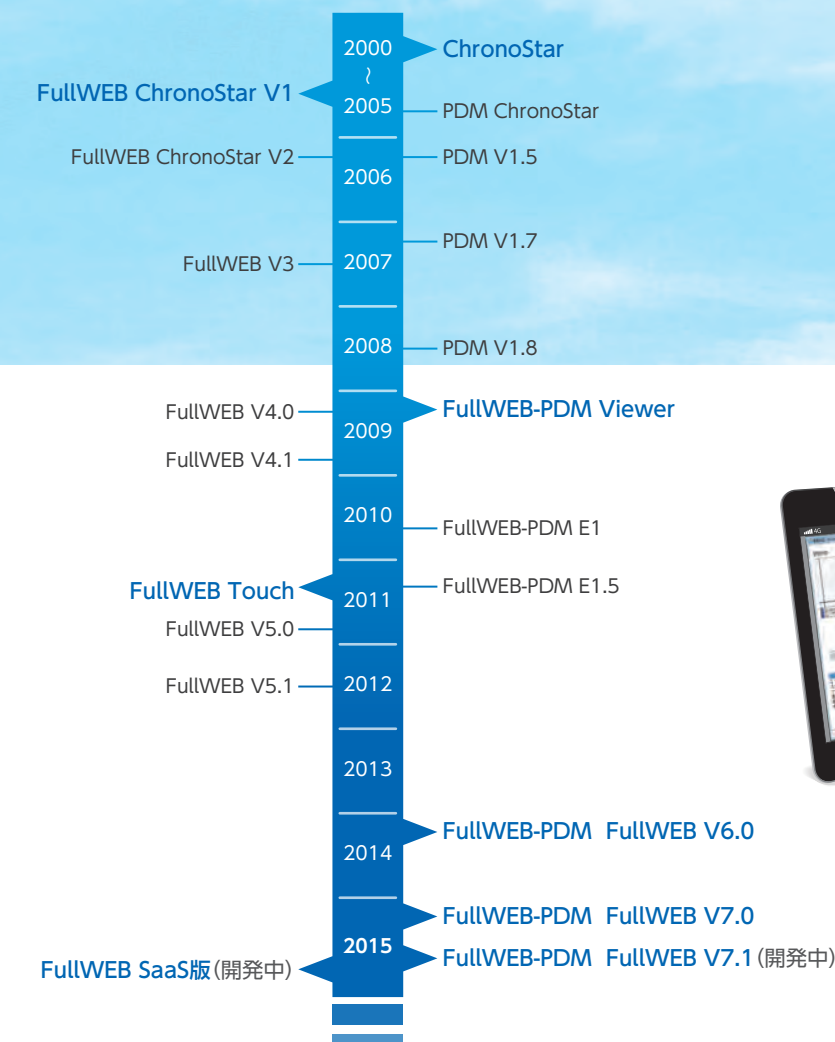 2000
ChronoStar
~
FullWEB ChronoStar V1
2005
PDM ChronoStar
FullWEB ChronoStar V2
PDM V1.5
2006
PDM V1.7
FullWEB V3
2007
2008
PDM V1.8
FullWEB V4.0
FullWEB-PDM Viewer
2009
FullWEB V4.1
2010
FullWEB-PDM E1
FullWEB Touch
FullWEB-PDM E1.5
2011
FullWEB V5.0
FullWEB V5.1
2012
2013
FullWEB-PDM FullWEB V6.0
2014
FullWEB-PDM FullWEB V7.0
2015
FullWEB-PDM FullWEB V7.1(開発中)
FullWEB SaaS版(開発中)
4G